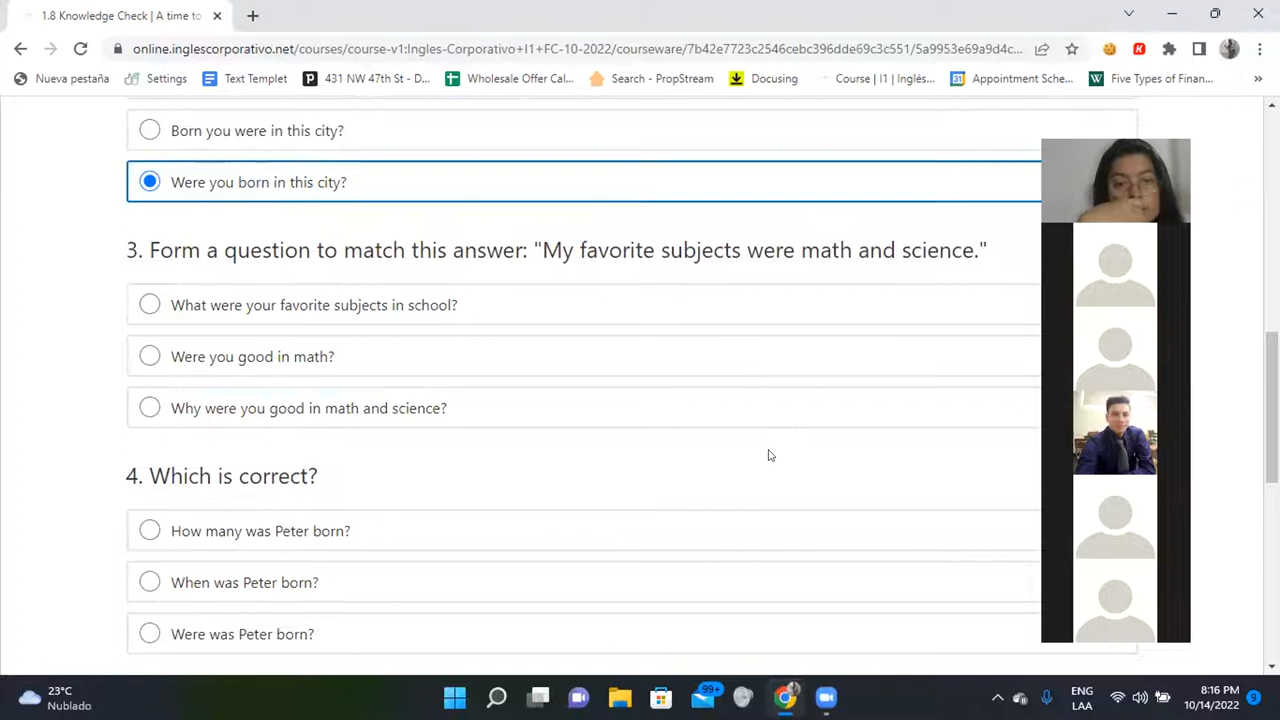 1.8 Knowledge Check | A time to
online.inglescorporativo.net/courses/course-v1:Ingles-Corporativo+I1+FC-10-2022/courseware/7b42e7723c2546cebc396dde69c3c551/5a9953e69a9d4c...
Nueva pestaña Settings Text Templet 431 NW 47th St - D... Wholesale Offer Cal... Search - PropStream Docusing Course | I1 | Inglés... Appointment Sche... Five Types of Finan... »
Born you were in this city?
Were you born in this city?
3. Form a question to match this answer: "My favorite subjects were math and science."
What were your favorite subjects in school?
Were you good in math?
Why were you good in math and science?
4. Which is correct?
How many was Peter born?
When was Peter born?
Were was Peter born?
23°C
Nublado
99+
ENG
LAA
8:16 PM
10/14/2022
9